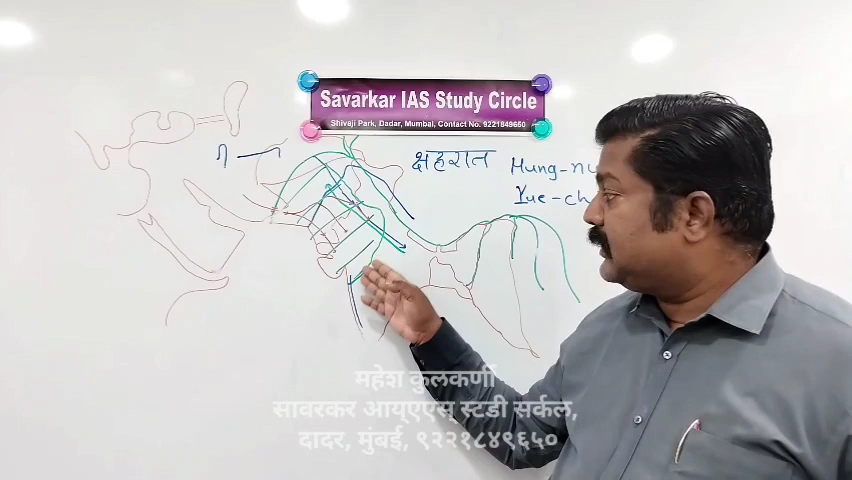 Savarkar IAS Study Circle
Shivaji Park, Dadar, Mumbai, Contact No. 9221849650
क्षहरात
Hung-nu
Yue-ch
महेश कुलकर्णी
सावरकर आयएएस् स्टडी सर्कल,
दादर, मुंबई, ९२२१८४९६५०